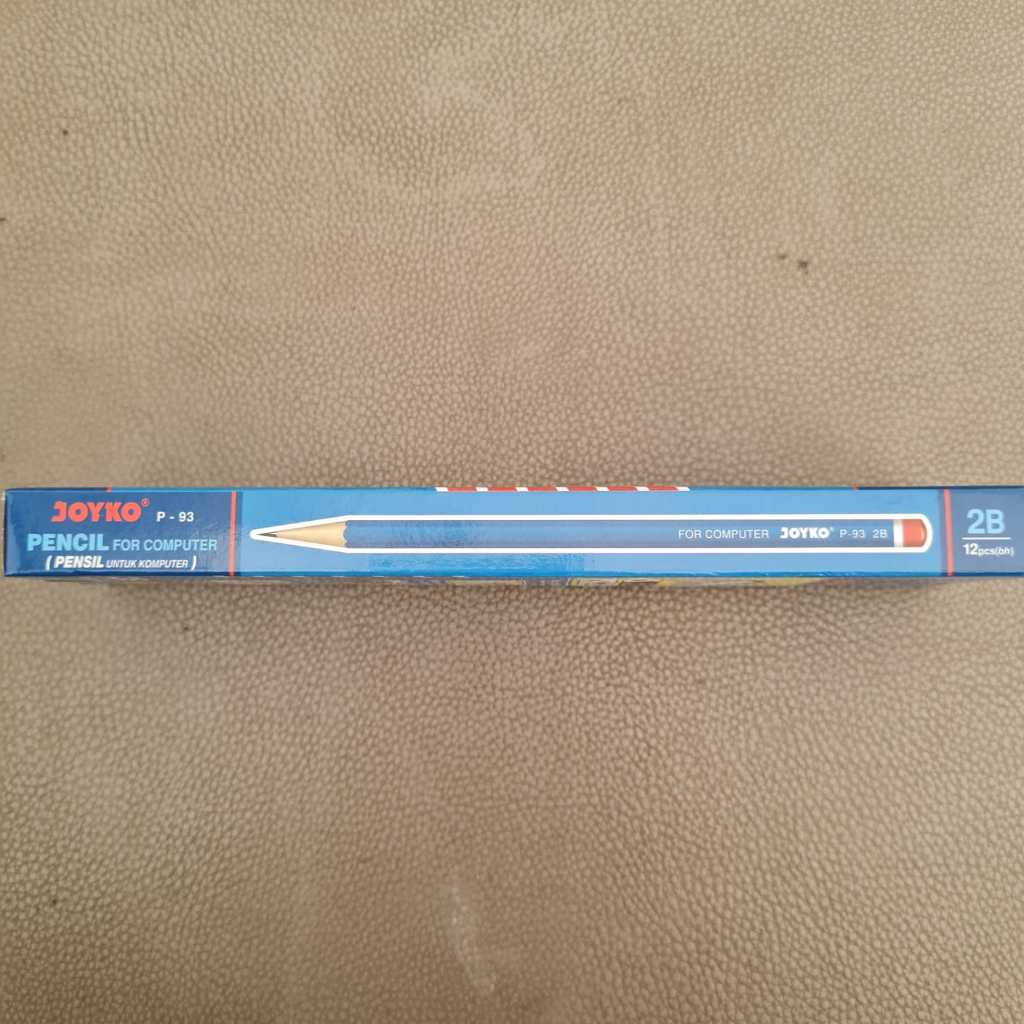 JOYKO® P - 93
PENCIL FOR COMPUTER
( PENSIL UNTUK KOMPUTER )
FOR COMPUTER JOYKO® P-93 2B
2B
12pcs(bh)